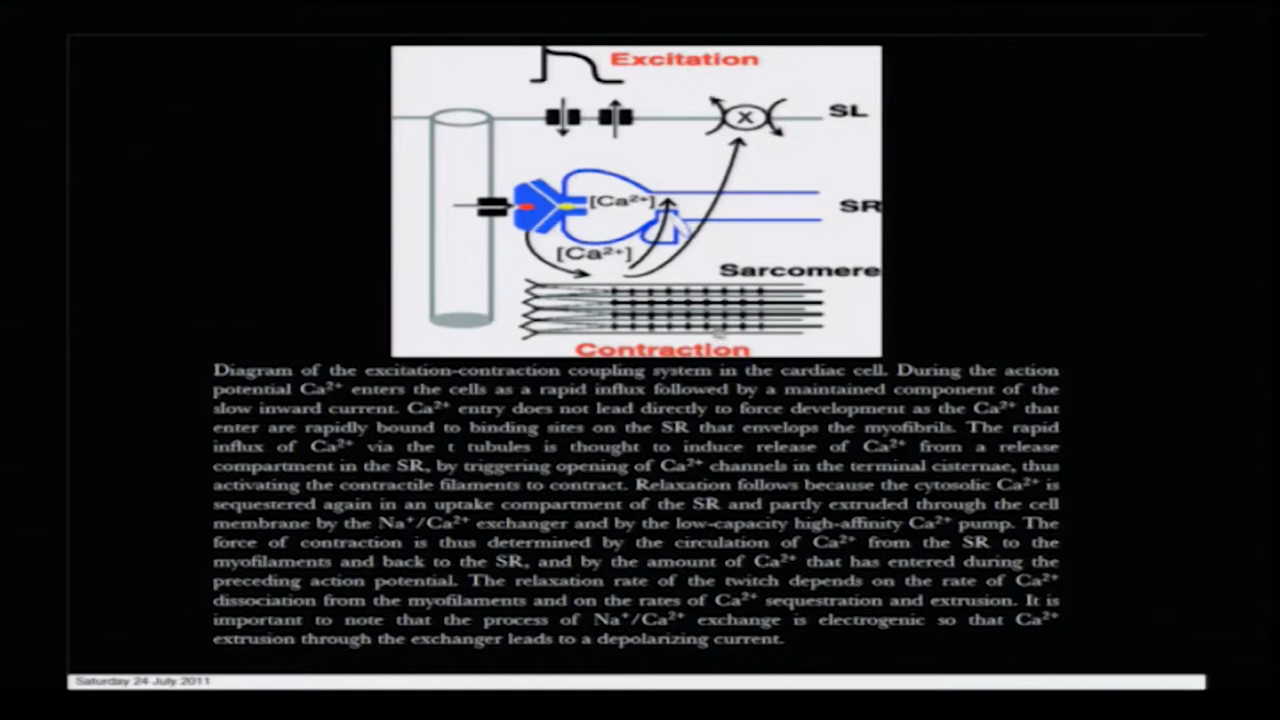 Excitation
X
SL
[Ca²⁺]
SR
[Ca²⁺]
Sarcomere
Contraction
Diagram of the excitation-contraction coupling system in the cardiac cell. During the action
potential Ca²⁺ enters the cells as a rapid influx followed by a maintained component of the
slow inward current. Ca²⁺ entry does not lead directly to force development as the Ca²⁺ that
enter are rapidly bound to binding sites on the SR that envelops the myofibrils. The rapid
influx of Ca²⁺ via the t tubules is thought to induce release of Ca²⁺ from a release
compartment in the SR, by triggering opening of Ca²⁺ channels in the terminal cisternae, thus
activating the contractile filaments to contract. Relaxation follows because the cytosolic Ca²⁺ is
sequestered again in an uptake compartment of the SR and partly extruded through the cell
membrane by the Na⁺/Ca²⁺ exchanger and by the low-capacity high-affinity Ca²⁺ pump. The
force of contraction is thus determined by the circulation of Ca²⁺ from the SR to the
myofilaments and back to the SR, and by the amount of Ca²⁺ that has entered during the
preceding action potential. The relaxation rate of the twitch depends on the rate of Ca²⁺
dissociation from the myofilaments and on the rates of Ca²⁺ sequestration and extrusion. It is
important to note that the process of Na⁺/Ca²⁺ exchange is electrogenic so that Ca²⁺
extrusion through the exchanger leads to a depolarizing current.
Saturday 24 July 2011